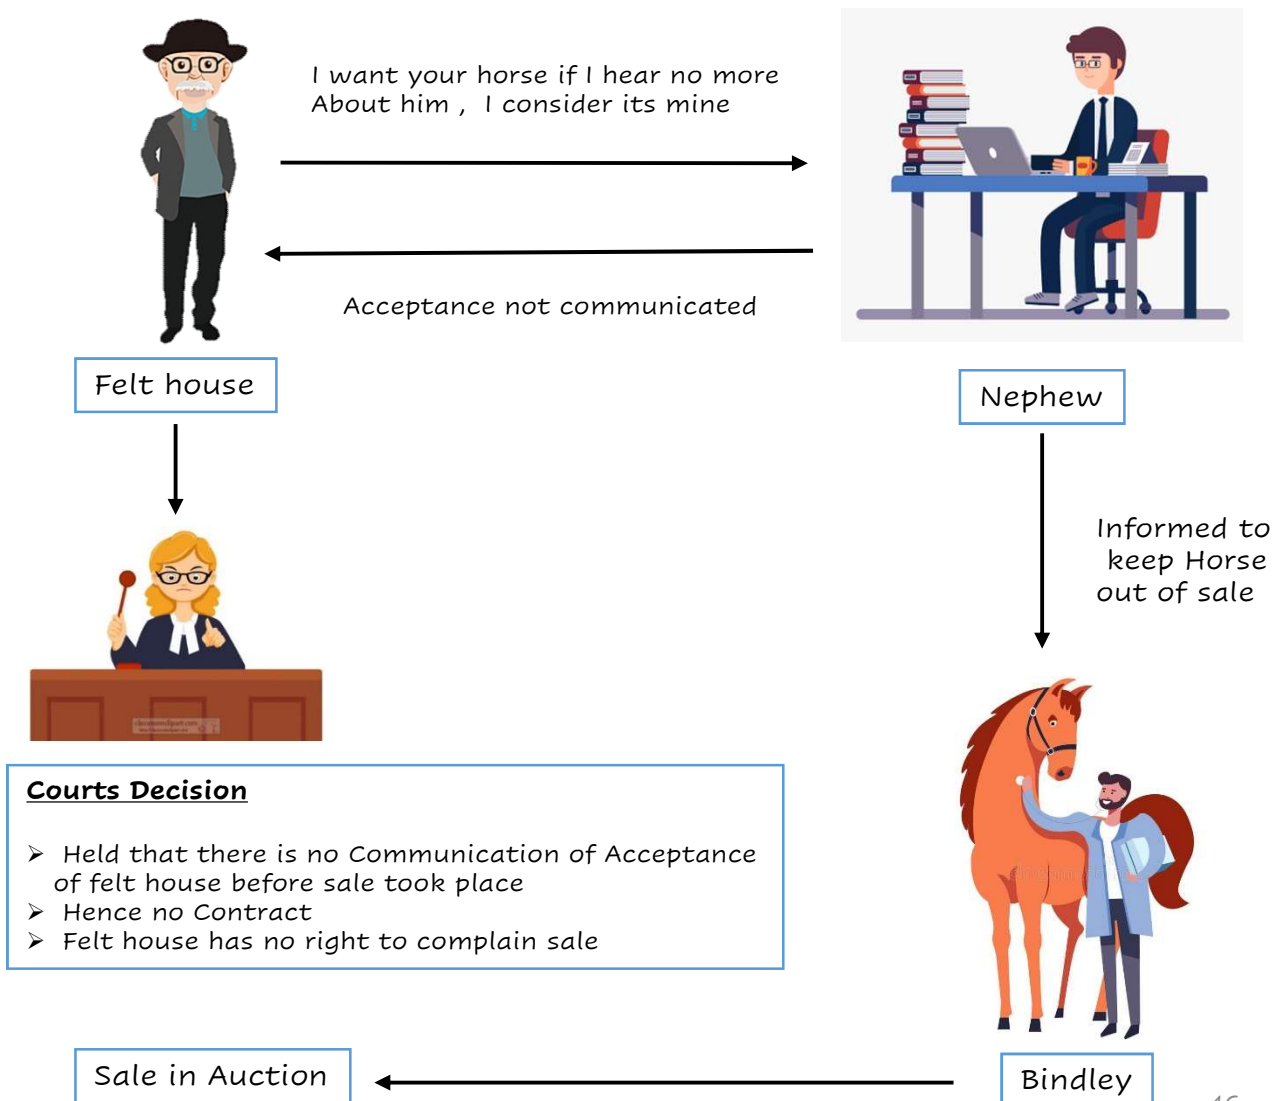 I want your horse if I hear no more
About him , I consider its mine
Acceptance not communicated
Felt house
Nephew
Informed to
keep Horse
out of sale
Courts Decision
➢ Held that there is no Communication of Acceptance
of felt house before sale took place
➢ Hence no Contract
➢ Felt house has no right to complain sale
Sale in Auction
Bindley